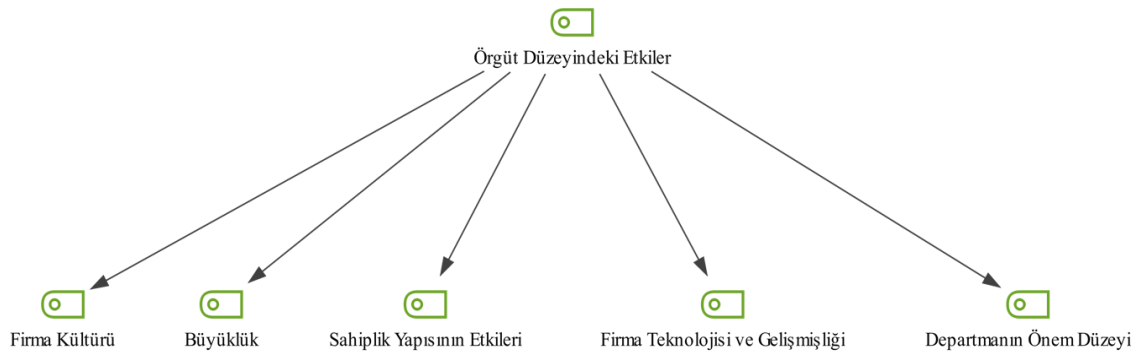 Örgüt Düzeyindeki Etkiler
Firma Kültürü
Büyüklük
Sahiplik Yapısının Etkileri
Firma Teknolojisi ve Gelişmişliği
Departmanın Önem Düzeyi